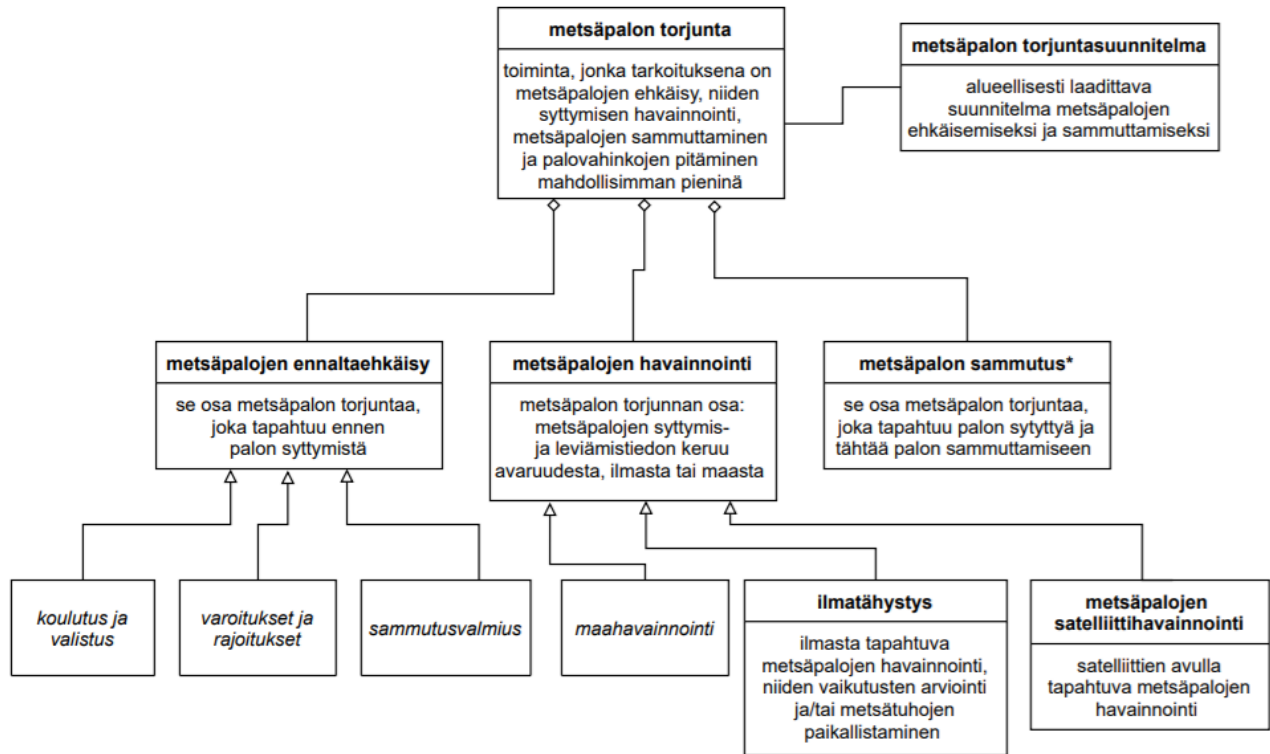 metsäpalon torjunta
toiminta, jonka tarkoituksena on
metsäpalojen ehkäisy, niiden
syttymisen havainnointi,
metsäpalojen sammuttaminen
ja palovahinkojen pitäminen
mahdollisimman pieninä
metsäpalon torjuntasuunnitelma
alueellisesti laadittava
suunnitelma metsäpalojen
ehkäisemiseksi ja sammuttamiseksi
metsäpalojen ennaltaehkäisy
se osa metsäpalon torjuntaa,
joka tapahtuu ennen
palon syttymistä
metsäpalojen havainnointi
metsäpalon torjunnan osa:
metsäpalojen syttymis-
ja leviämistiedon keruu
avaruudesta, ilmasta tai maasta
metsäpalon sammutus*
se osa metsäpalon torjuntaa,
joka tapahtuu palon sytyttyä ja
tähtää palon sammuttamiseen
koulutus ja
valistus
varoitukset ja
rajoitukset
sammutusvalmius
maahavainnointi
ilmatähystys
ilmasta tapahtuva
metsäpalojen havainnointi,
niiden vaikutusten arviointi
ja/tai metsätuhojen
paikallistaminen
metsäpalojen
satelliittihavainnointi
satelliittien avulla
tapahtuva metsäpalojen
havainnointi